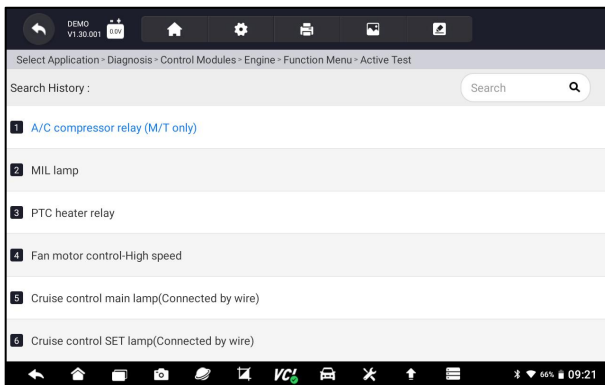 DEMO
V1.30.001
0.0V
Select Application > Diagnosis > Control Modules > Engine > Function Menu > Active Test
Search History :
Search
1 A/C compressor relay (M/T only)
2 MIL lamp
3 PTC heater relay
4 Fan motor control-High speed
5 Cruise control main lamp(Connected by wire)
6 Cruise control SET lamp(Connected by wire)
VCI 66% 09:21